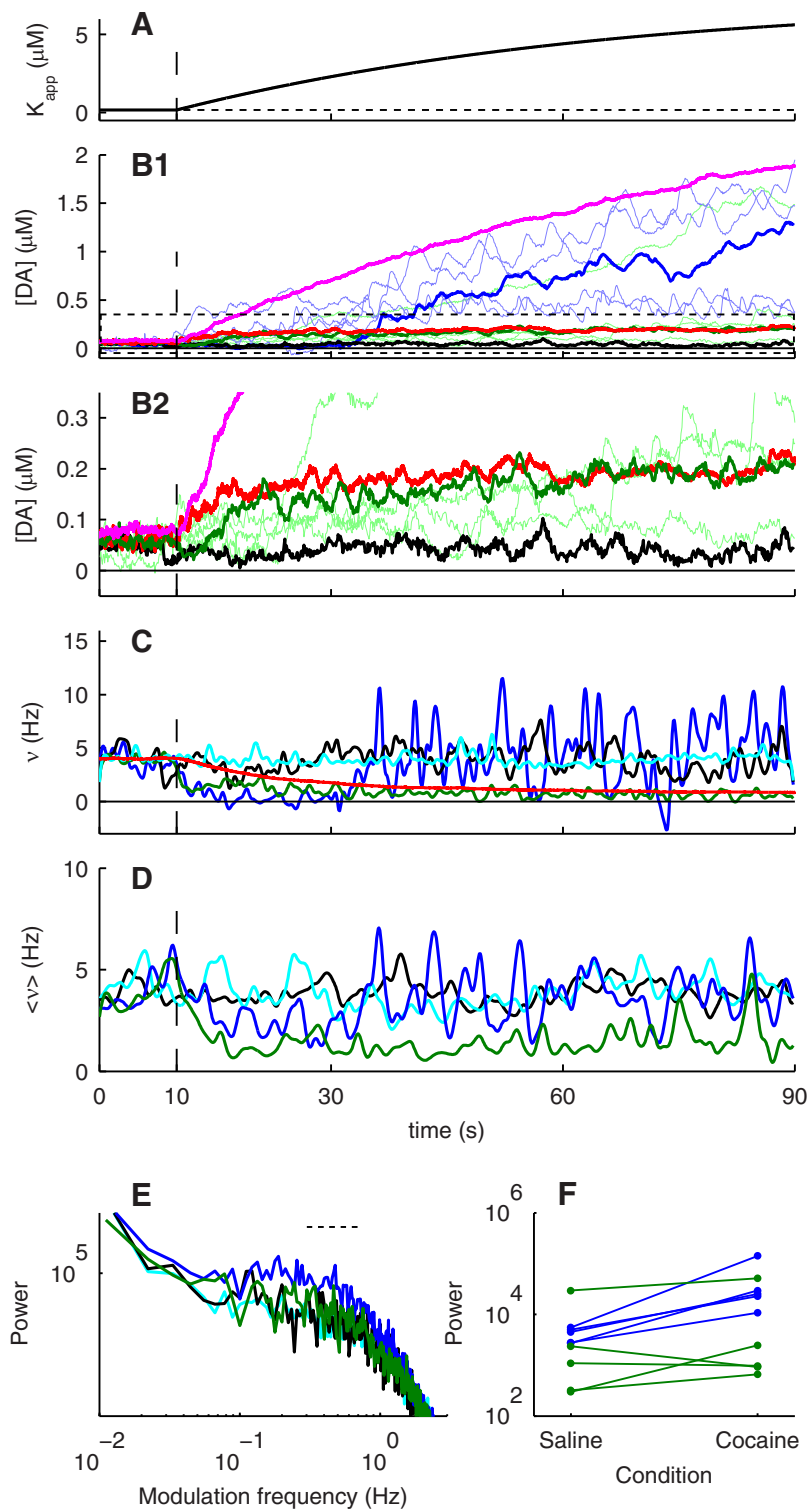 A
K_app (μM)
5
0
B1
[DA] (μM)
2
1.5
1
0.5
0
B2
[DA] (μM)
0.3
0.2
0.1
0
C
ν (Hz)
15
10
5
0
D
<ν> (Hz)
10
5
0
0 10 30 60 90
time (s)
E
Power
10^5
10^−2 10^−1 10^0
Modulation frequency (Hz)
F
Power
10^6
10^4
10^2
Saline Cocaine
Condition